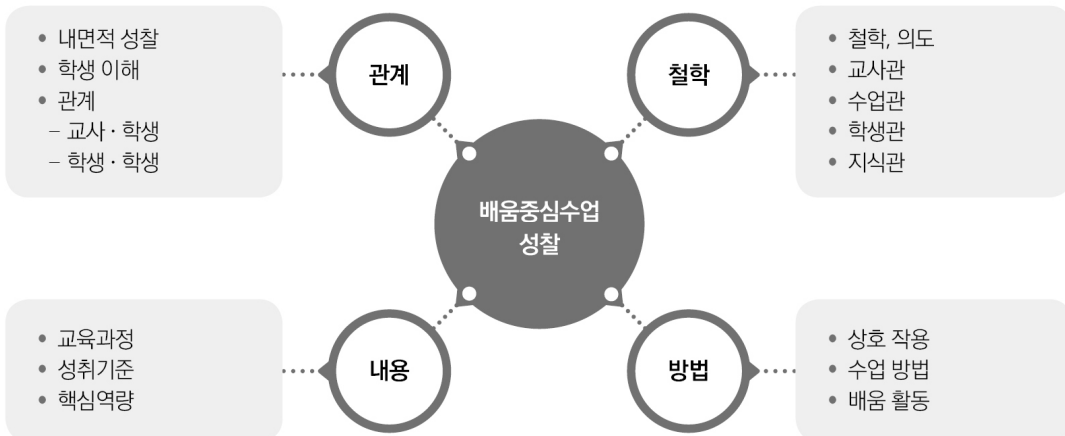 • 내면적 성찰
• 학생 이해
• 관계
– 교사 · 학생
– 학생 · 학생
관계
철학
• 철학, 의도
• 교사관
• 수업관
• 학생관
• 지식관
배움중심수업
성찰
• 교육과정
• 성취기준
• 핵심역량
내용
방법
• 상호 작용
• 수업 방법
• 배움 활동